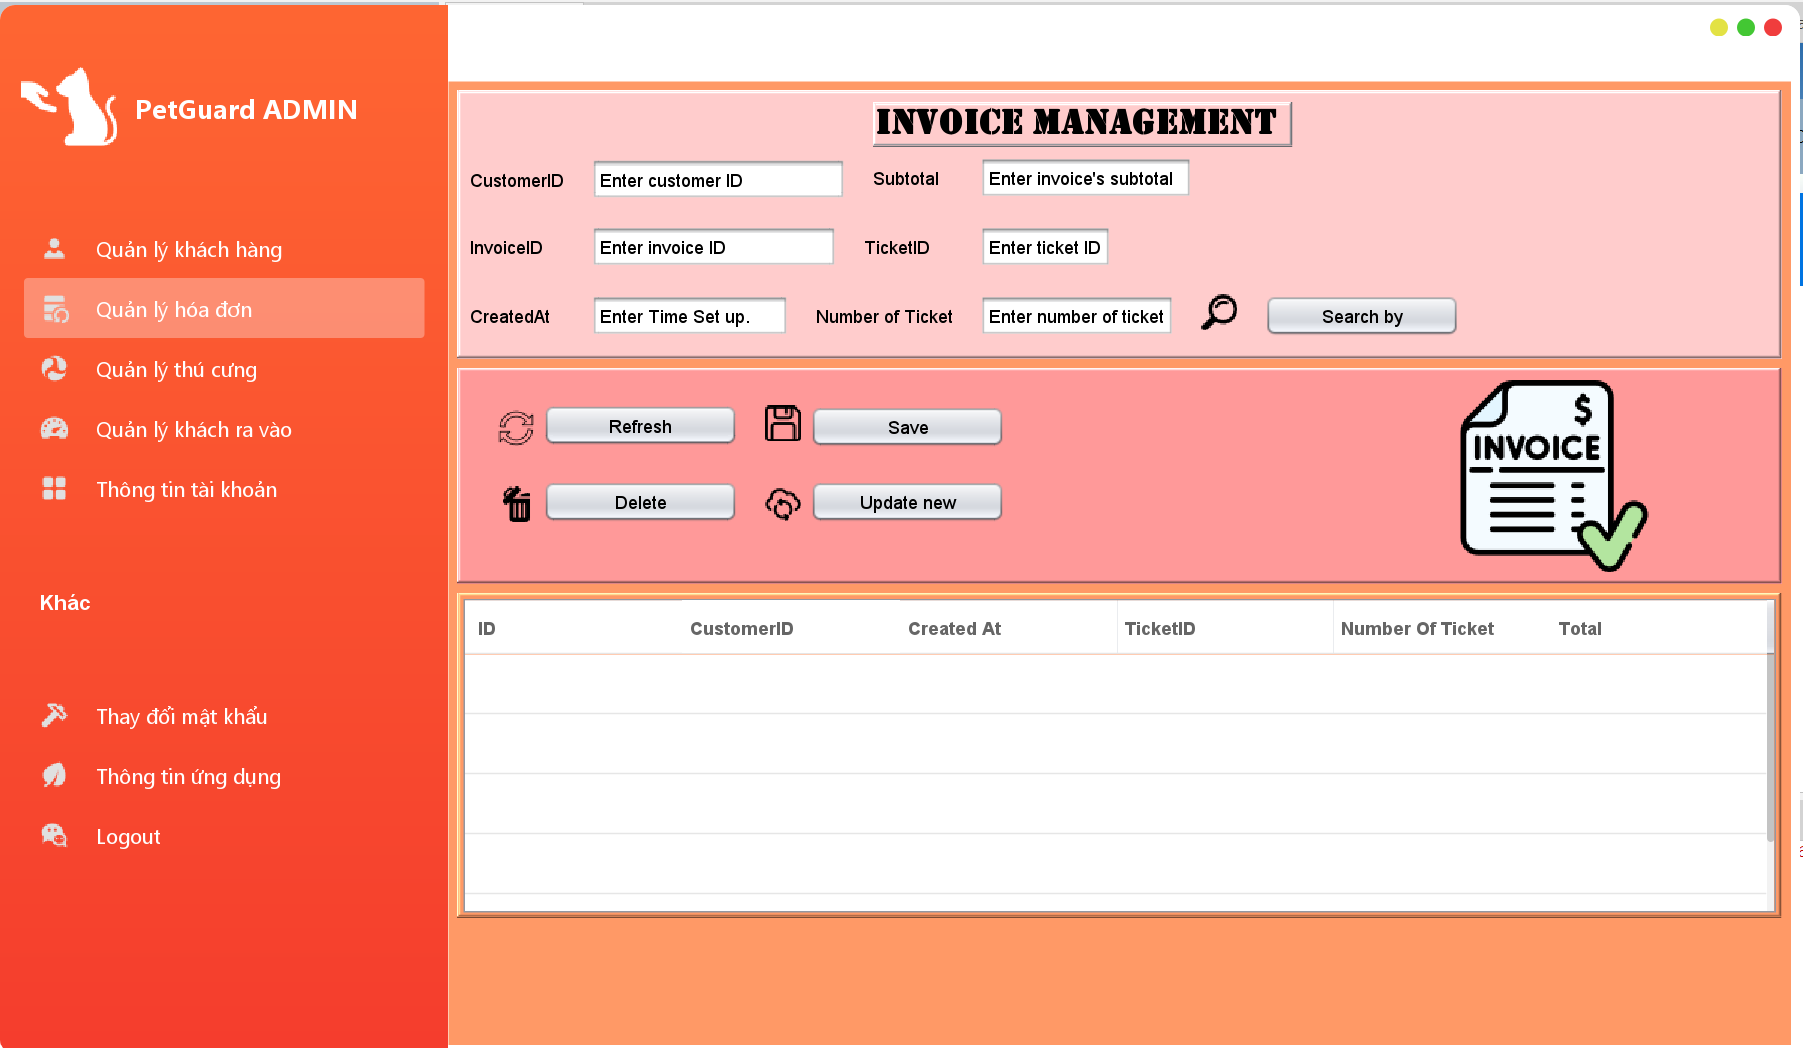 PetGuard ADMIN
Quản lý khách hàng
Quản lý hóa đơn
Quản lý thú cưng
Quản lý khách ra vào
Thông tin tài khoản
Khác
Thay đổi mật khẩu
Thông tin ứng dụng
Logout
INVOICE MANAGEMENT
CustomerID Enter customer ID Subtotal Enter invoice's subtotal
InvoiceID Enter invoice ID TicketID Enter ticket ID
CreatedAt Enter Time Set up. Number of Ticket Enter number of ticket Search by
Refresh Save
Delete Update new
$
INVOICE
ID CustomerID Created At TicketID Number Of Ticket Total